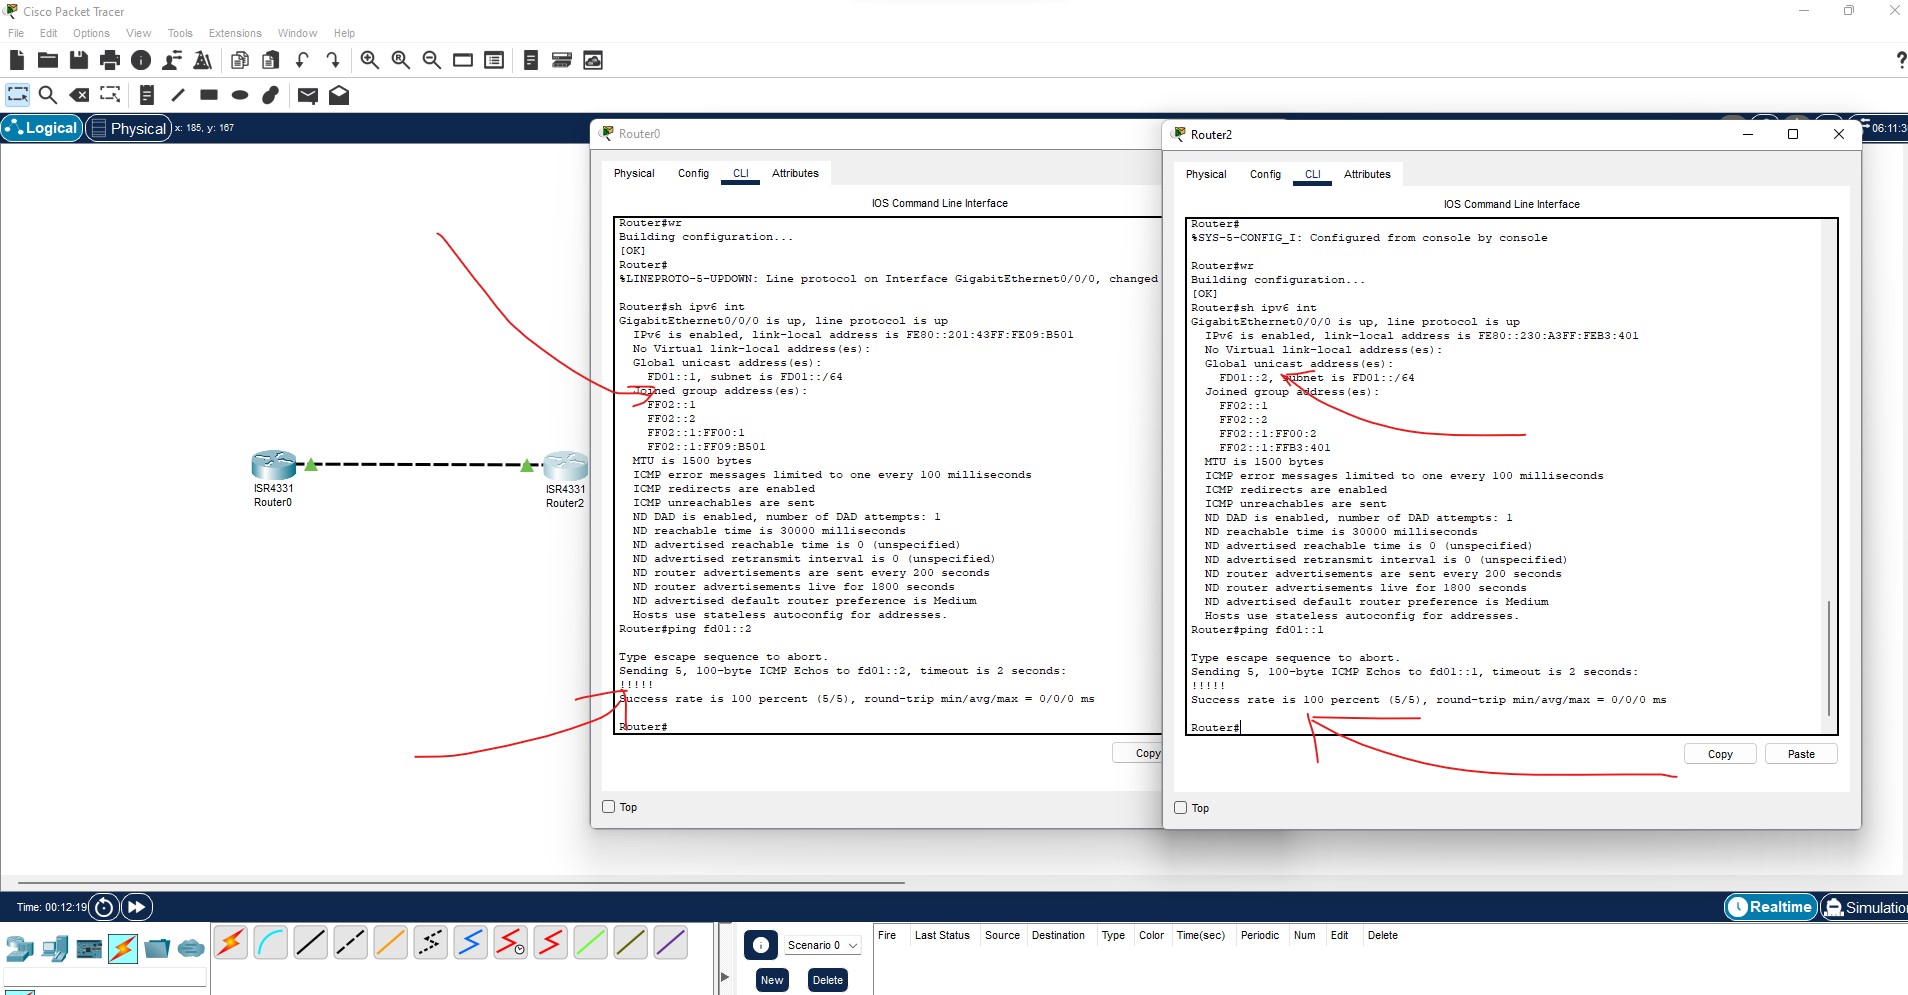 Cisco Packet Tracer
File Edit Options View Tools Extensions Window Help
?
Logical Physical x: 185, y: 167
06:11:3
ISR4331
Router0
ISR4331
Router2
Router0
Physical Config CLI Attributes
IOS Command Line Interface
Router#wr
Building configuration...
[OK]
Router#
%LINEPROTO-5-UPDOWN: Line protocol on Interface GigabitEthernet0/0/0, changed
Router#sh ipv6 int
GigabitEthernet0/0/0 is up, line protocol is up
IPv6 is enabled, link-local address is FE80::201:43FF:FE09:B501
No Virtual link-local address(es):
Global unicast address(es):
FD01::1, subnet is FD01::/64
Joined group address(es):
FF02::1
FF02::2
FF02::1:FF00:1
FF02::1:FF09:B501
MTU is 1500 bytes
ICMP error messages limited to one every 100 milliseconds
ICMP redirects are enabled
ICMP unreachables are sent
ND DAD is enabled, number of DAD attempts: 1
ND reachable time is 30000 milliseconds
ND advertised reachable time is 0 (unspecified)
ND advertised retransmit interval is 0 (unspecified)
ND router advertisements are sent every 200 seconds
ND router advertisements live for 1800 seconds
ND advertised default router preference is Medium
Hosts use stateless autoconfig for addresses.
Router#ping fd01::2
Type escape sequence to abort.
Sending 5, 100-byte ICMP Echos to fd01::2, timeout is 2 seconds:
!!!!!
Success rate is 100 percent (5/5), round-trip min/avg/max = 0/0/0 ms
Router#
Copy
Top
Router2
Physical Config CLI Attributes
IOS Command Line Interface
Router#
%SYS-5-CONFIG_I: Configured from console by console
Router#wr
Building configuration...
[OK]
Router#sh ipv6 int
GigabitEthernet0/0/0 is up, line protocol is up
IPv6 is enabled, link-local address is FE80::230:A3FF:FEB3:401
No Virtual link-local address(es):
Global unicast address(es):
FD01::2, subnet is FD01::/64
Joined group address(es):
FF02::1
FF02::2
FF02::1:FF00:2
FF02::1:FFB3:401
MTU is 1500 bytes
ICMP error messages limited to one every 100 milliseconds
ICMP redirects are enabled
ICMP unreachables are sent
ND DAD is enabled, number of DAD attempts: 1
ND reachable time is 30000 milliseconds
ND advertised reachable time is 0 (unspecified)
ND advertised retransmit interval is 0 (unspecified)
ND router advertisements are sent every 200 seconds
ND router advertisements live for 1800 seconds
ND advertised default router preference is Medium
Hosts use stateless autoconfig for addresses.
Router#ping fd01::1
Type escape sequence to abort.
Sending 5, 100-byte ICMP Echos to fd01::1, timeout is 2 seconds:
!!!!!
Success rate is 100 percent (5/5), round-trip min/avg/max = 0/0/0 ms
Router#
Copy Paste
Top
Time: 00:12:19
Realtime Simulation
Scenario 0
New Delete
Fire Last Status Source Destination Type Color Time(sec) Periodic Num Edit Delete